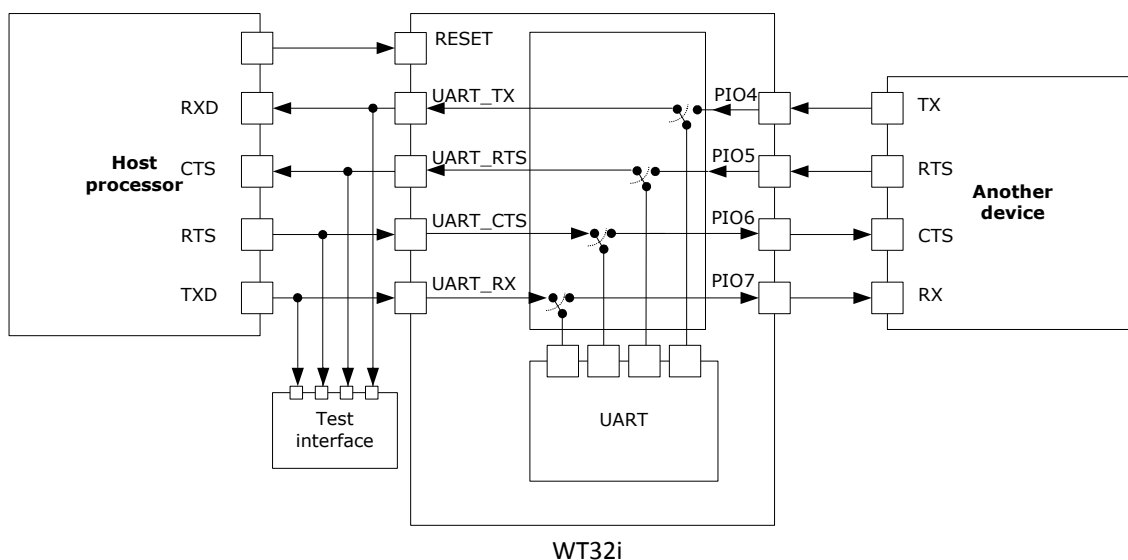 RESET
RXD
UART_TX
PIO4
TX
Host
processor
CTS
UART_RTS
PIO5
RTS
Another
device
RTS
UART_CTS
PIO6
CTS
TXD
UART_RX
PIO7
RX
Test
interface
UART
WT32i